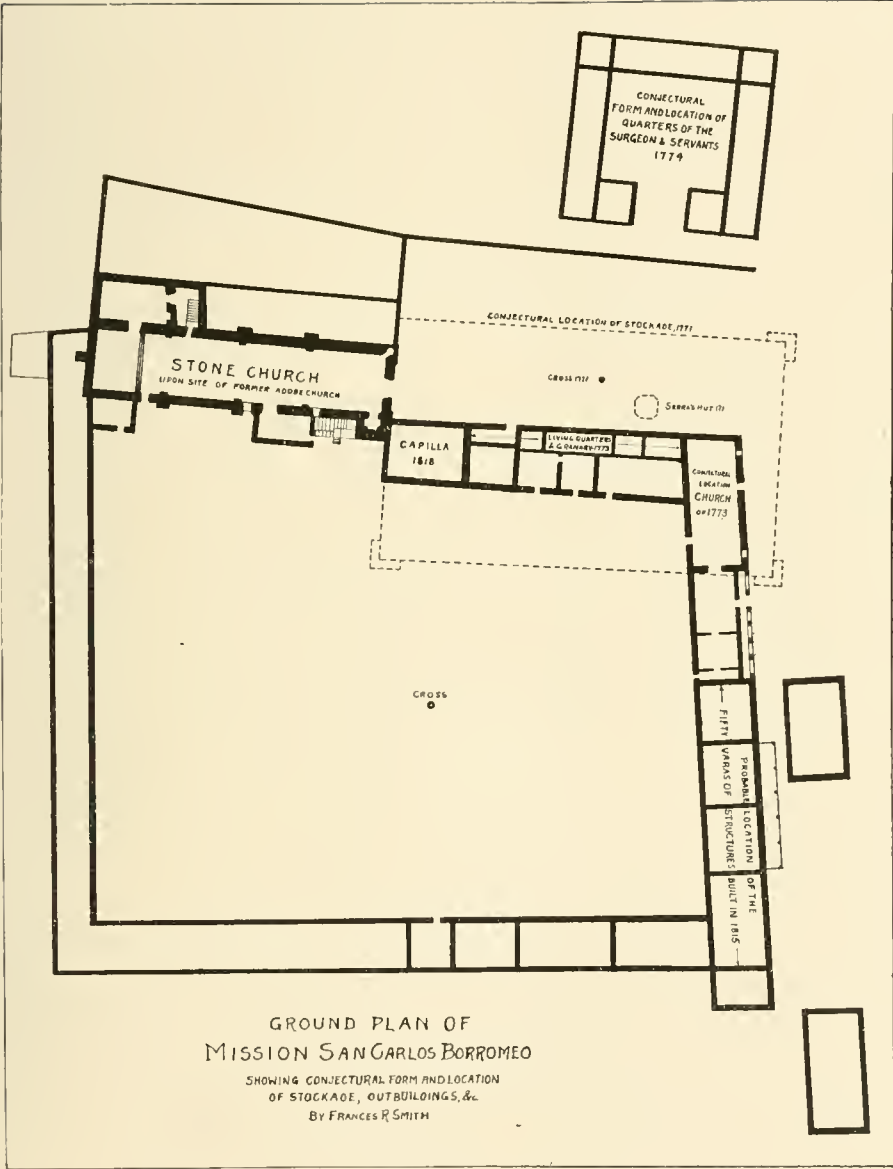 CONJECTURAL
FORM AND LOCATION OF
QUARTERS OF THE
SURGEON & SERVANTS
1774
CONJECTURAL LOCATION OF STOCKADE, 1771
CROSS 1771
SERRA'S HUT 1771
STONE CHURCH
UPON SITE OF FORMER ADOBE CHURCH
CAPILLA
1818
LIVING QUARTERS
& GRANARY 1773
CONJECTURAL
LOCATION
CHURCH
OF 1773
CROSS
FIFTY VARAS OF STRUCTURES BUILT IN 1815
PROBABLE LOCATION OF THE
GROUND PLAN OF
MISSION SAN CARLOS BORROMEO
SHOWING CONJECTURAL FORM AND LOCATION
OF STOCKADE, OUTBUILDINGS, &c
BY FRANCES R SMITH